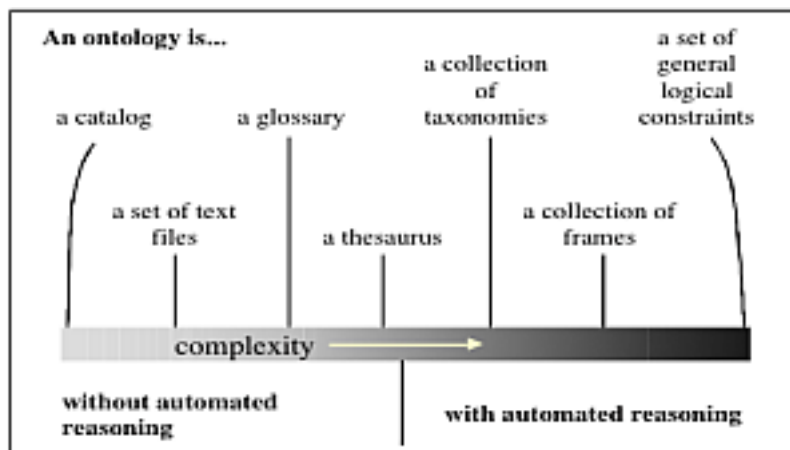 An ontology is...
a catalog
a set of text
files
a glossary
a thesaurus
a collection
of
taxonomies
a collection of
frames
a set of
general
logical
constraints
complexity
without automated
reasoning
with automated reasoning